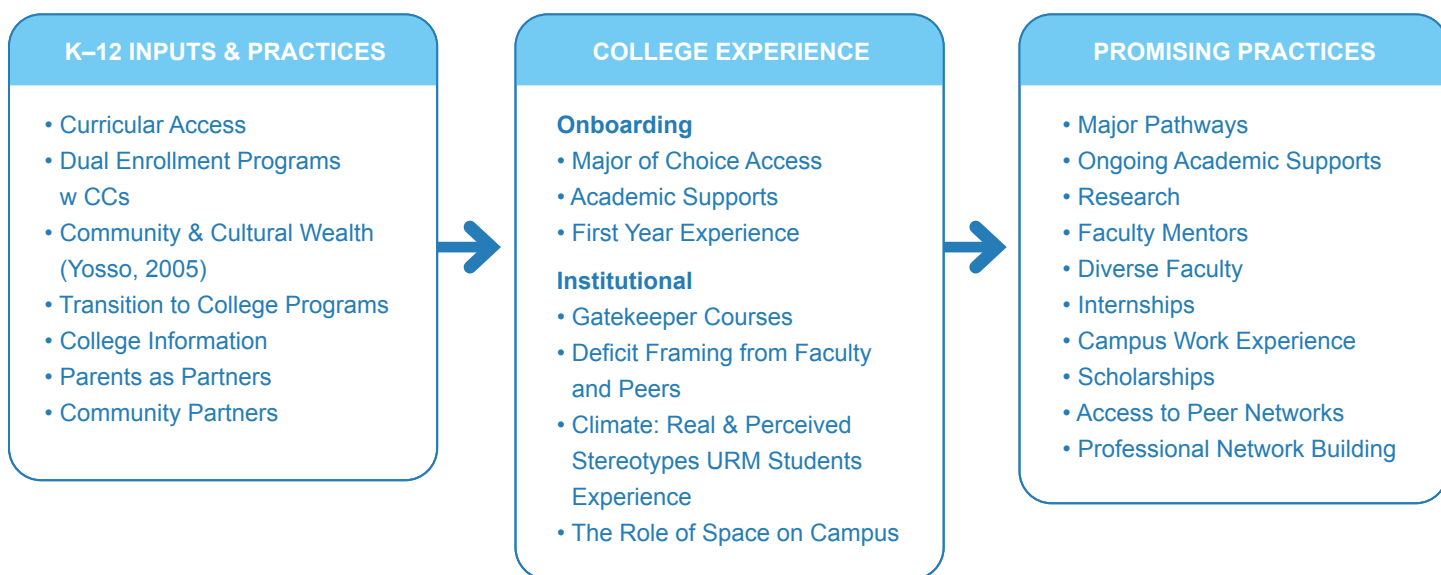 K–12 INPUTS & PRACTICES
• Curricular Access
• Dual Enrollment Programs
w CCs
• Community & Cultural Wealth
(Yosso, 2005)
• Transition to College Programs
• College Information
• Parents as Partners
• Community Partners
COLLEGE EXPERIENCE
Onboarding
• Major of Choice Access
• Academic Supports
• First Year Experience
Institutional
• Gatekeeper Courses
• Deficit Framing from Faculty
and Peers
• Climate: Real & Perceived
Stereotypes URM Students
Experience
• The Role of Space on Campus
PROMISING PRACTICES
• Major Pathways
• Ongoing Academic Supports
• Research
• Faculty Mentors
• Diverse Faculty
• Internships
• Campus Work Experience
• Scholarships
• Access to Peer Networks
• Professional Network Building